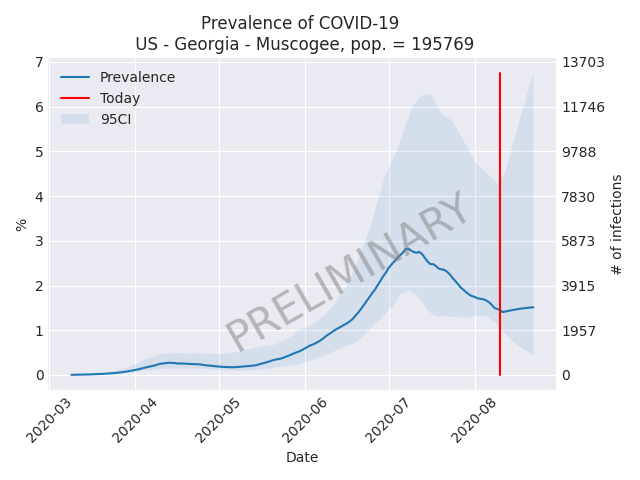 Prevalence of COVID-19
US - Georgia - Muscogee, pop. = 195769
Prevalence
Today
95CI
7
6
5
4
3
2
1
0
%
13703
11746
9788
7830
5873
3915
1957
0
# of infections
PRELIMINARY
2020-03
2020-04
2020-05
2020-06
2020-07
2020-08
Date